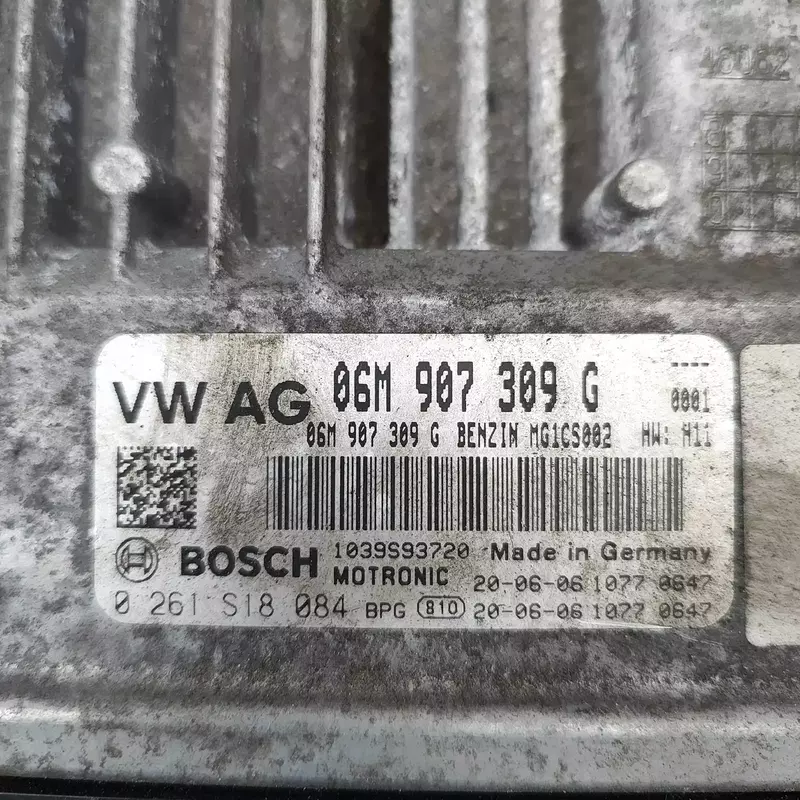 VW AG 06M 907 309 G ----
0001
06M 907 309 G BENZIN MG1CS002 HW: H11
BOSCH 1039S93720 Made in Germany
MOTRONIC 20-06-06 1077 0647
0 261 S18 084 BPG 810 20-06-06 1077 0647